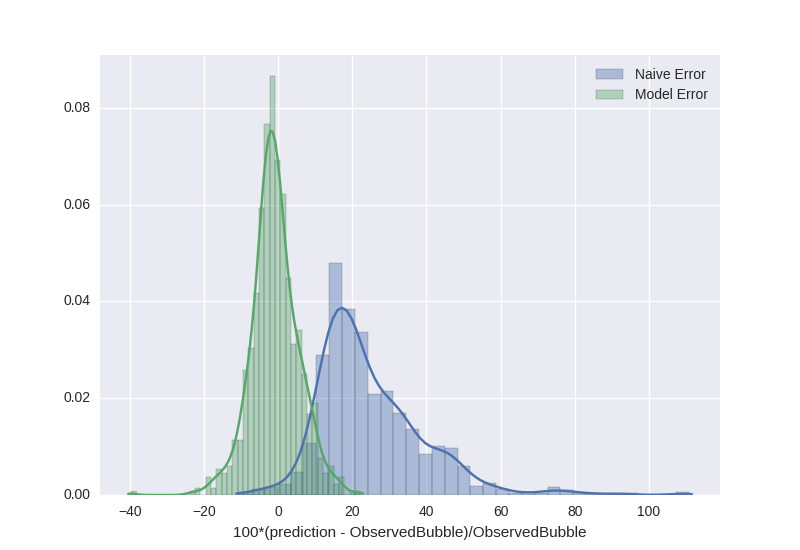 Naive Error
Model Error
0.08
0.06
0.04
0.02
0.00
−40 −20 0 20 40 60 80 100
100*(prediction - ObservedBubble)/ObservedBubble